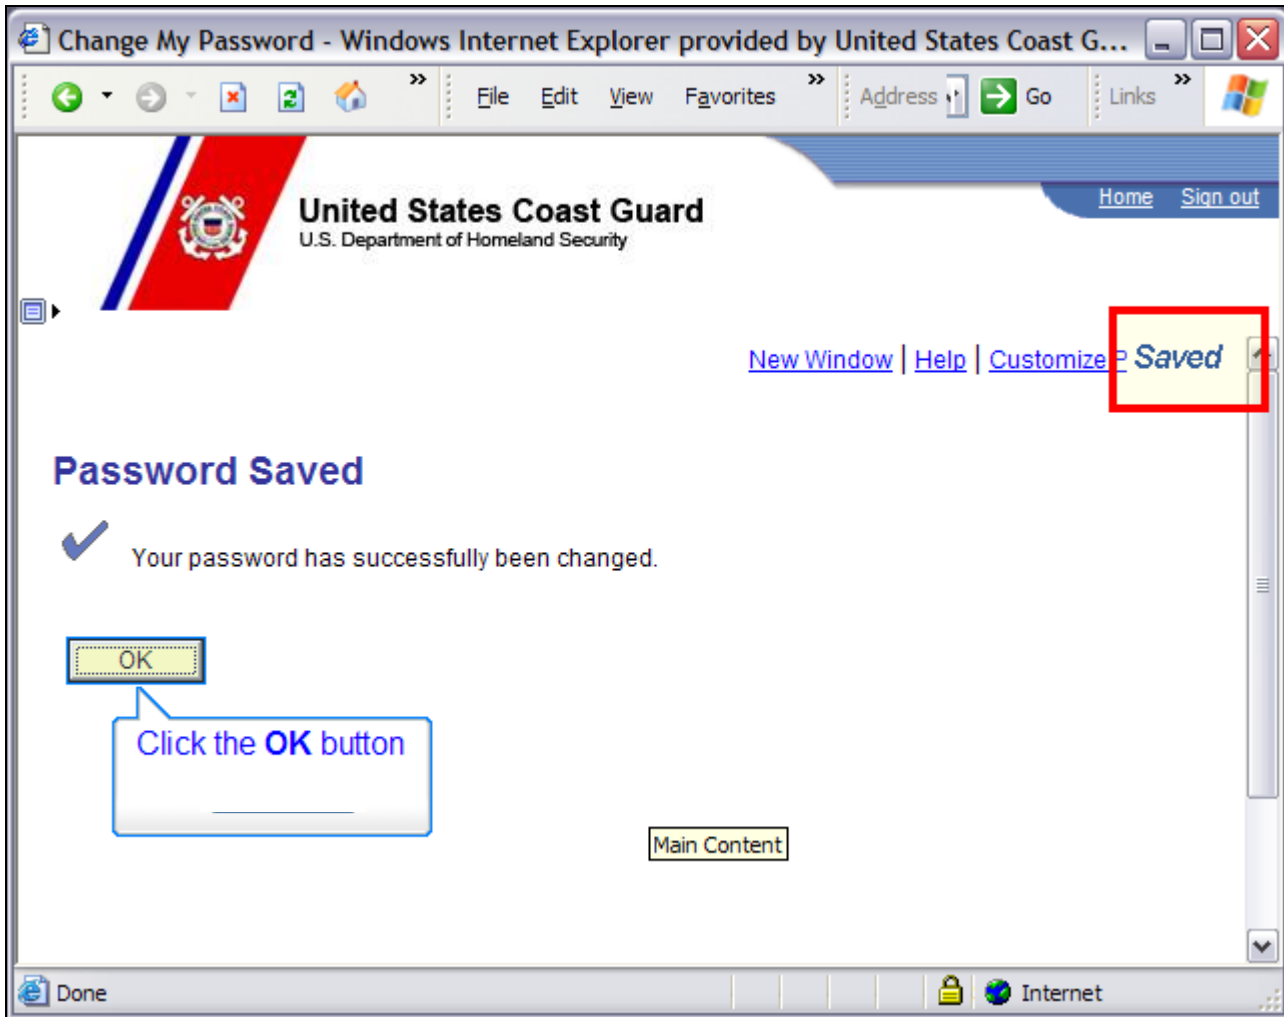 Change My Password - Windows Internet Explorer provided by United States Coast G...
» File Edit View Favorites » Address Go Links »
United States Coast Guard
U.S. Department of Homeland Security
Home Sign out
New Window | Help | Customize P Saved
Password Saved
Your password has successfully been changed.
OK
Click the OK button
Main Content
Done Internet